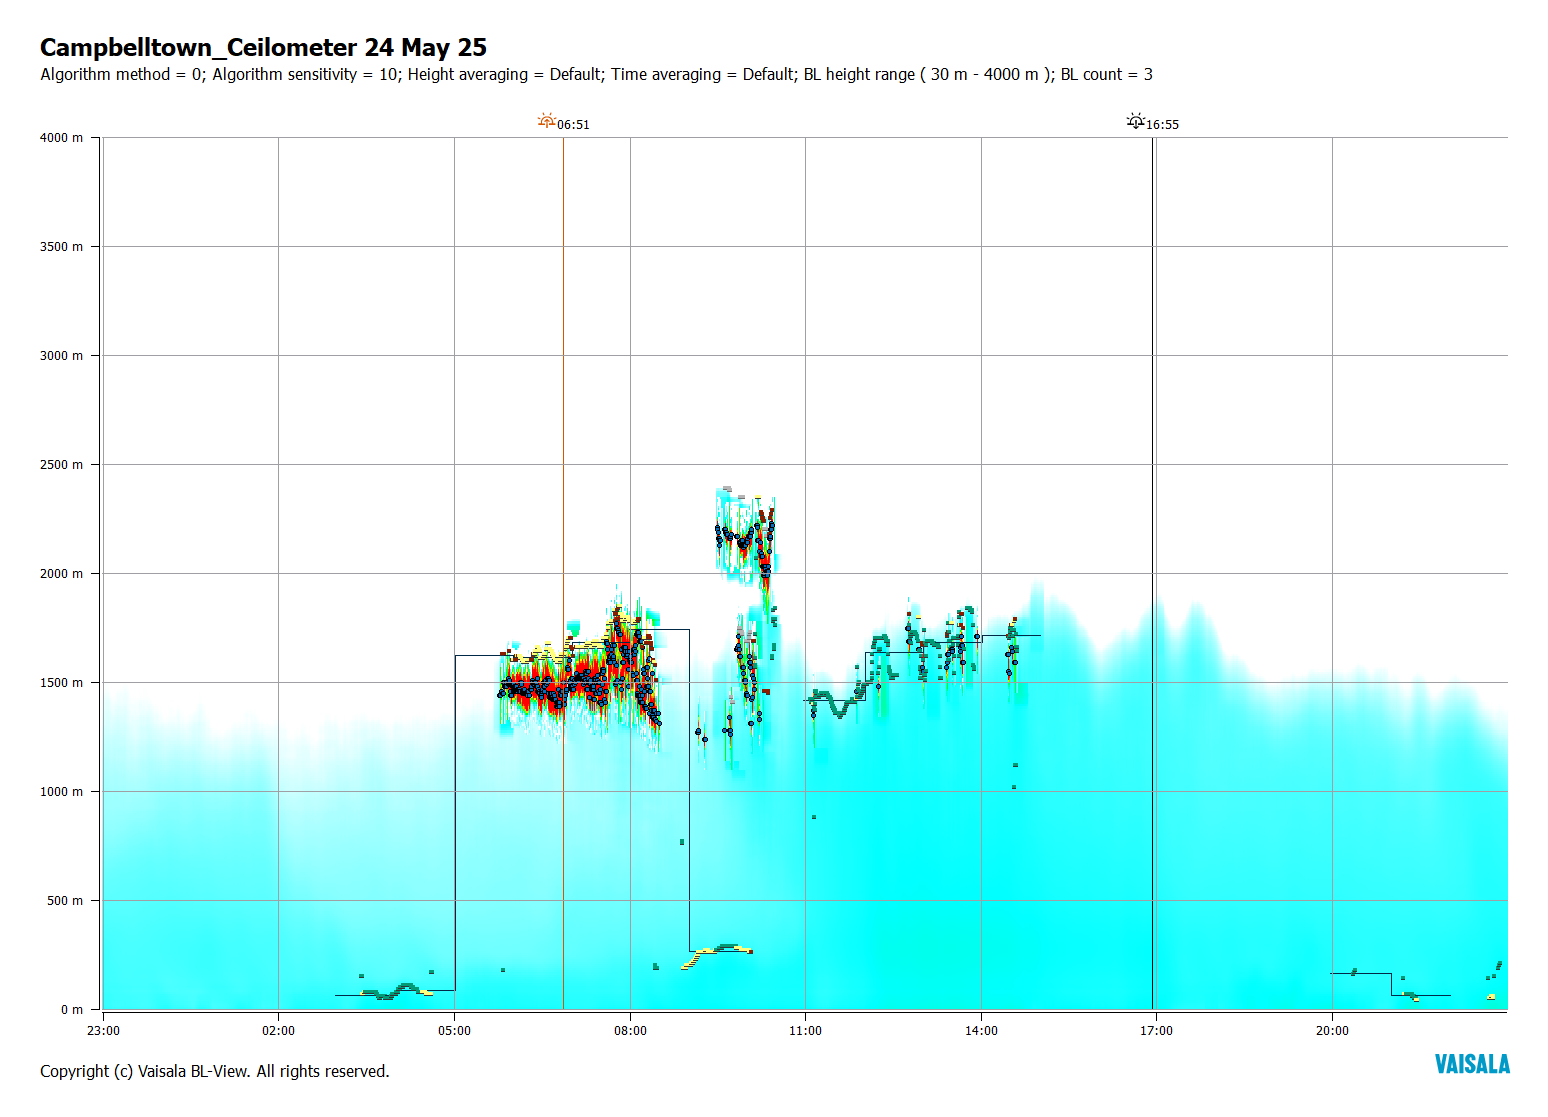 Campbelltown_Ceilometer 24 May 25
Algorithm method = 0; Algorithm sensitivity = 10; Height averaging = Default; Time averaging = Default; BL height range ( 30 m - 4000 m ); BL count = 3
06:51
16:55
4000 m
3500 m
3000 m
2500 m
2000 m
1500 m
1000 m
500 m
0 m
23:00
02:00
05:00
08:00
11:00
14:00
17:00
20:00
Copyright (c) Vaisala BL-View. All rights reserved.
VAISALA